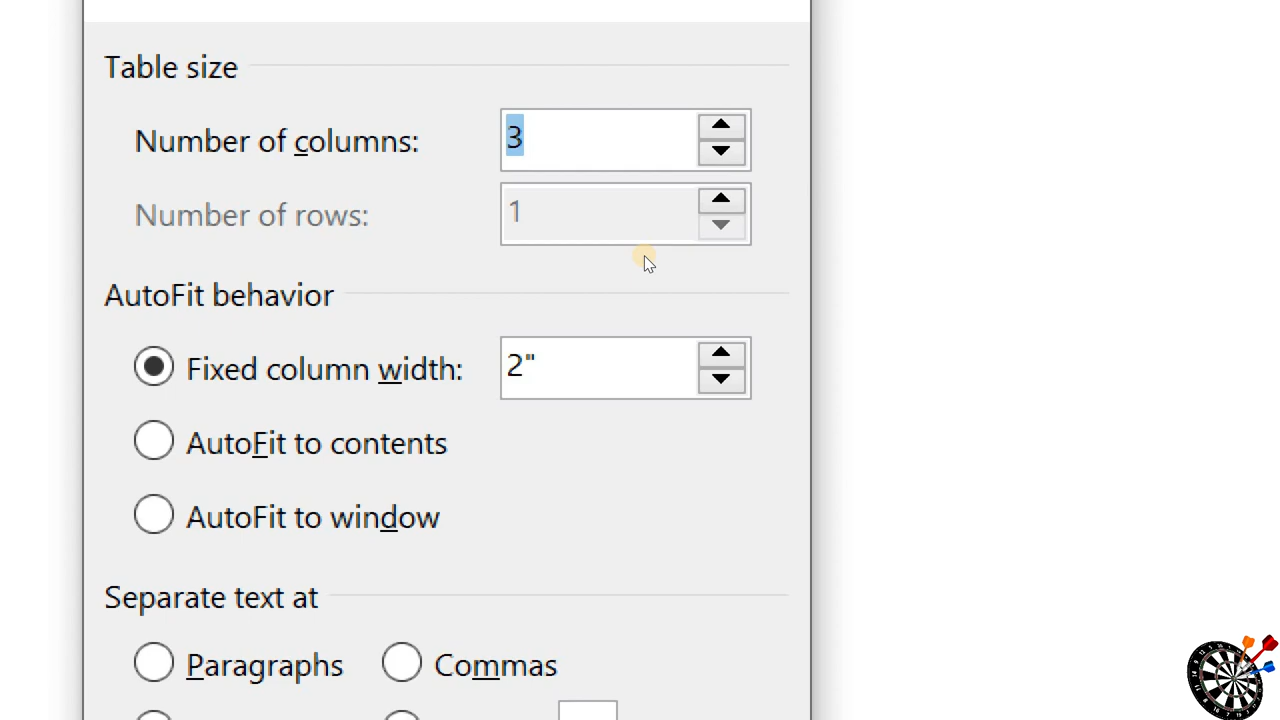 Table size
Number of columns: 3
Number of rows: 1
AutoFit behavior
Fixed column width: 2"
AutoFit to contents
AutoFit to window
Separate text at
Paragraphs Commas